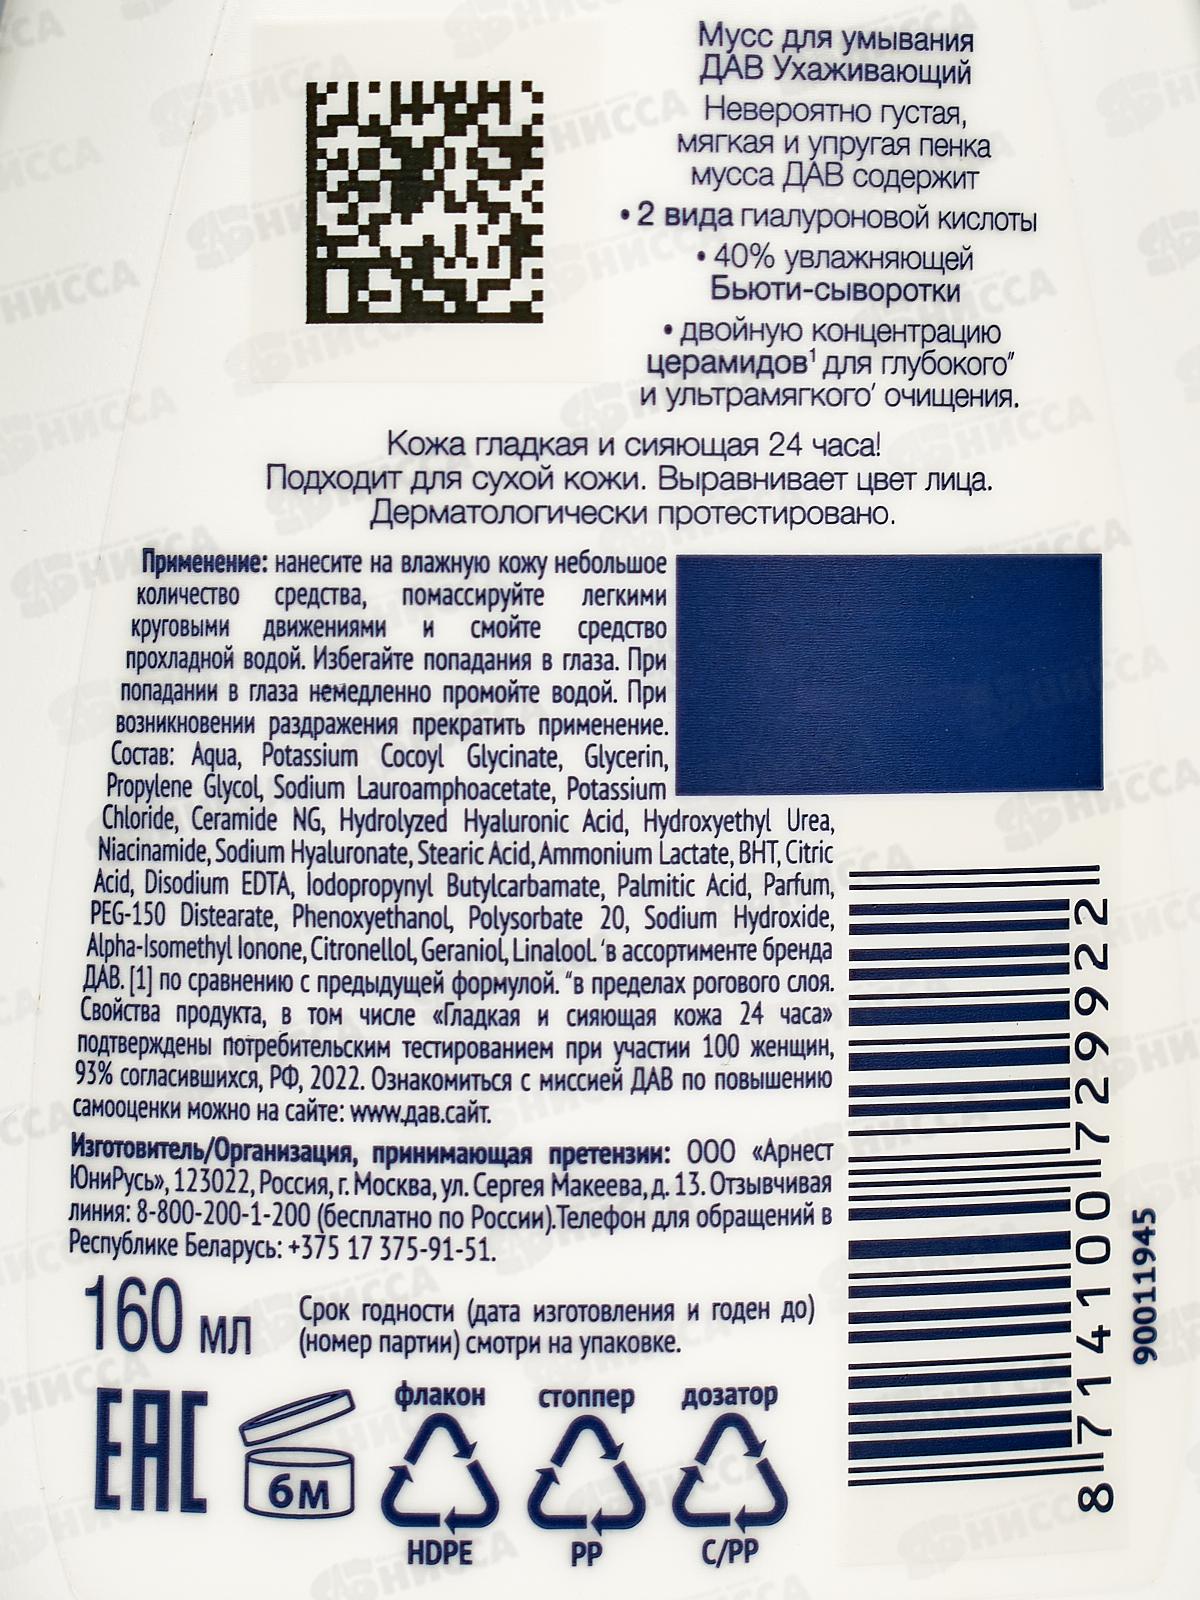 Мусс для умывания
ДАВ Ухаживающий
Невероятно густая,
мягкая и упругая пенка
мусса ДАВ содержит
• 2 вида гиалуроновой кислоты
• 40% увлажняющей
Бьюти-сыворотки
• двойную концентрацию
церамидов¹ для глубокого"
и ультрамягкого' очищения.
Кожа гладкая и сияющая 24 часа!
Подходит для сухой кожи. Выравнивает цвет лица.
Дерматологически протестировано.
Применение: нанесите на влажную кожу небольшое
количество средства, помассируйте легкими
круговыми движениями и смойте средство
прохладной водой. Избегайте попадания в глаза. При
попадании в глаза немедленно промойте водой. При
возникновении раздражения прекратить применение.
Состав: Aqua, Potassium Cocoyl Glycinate, Glycerin,
Propylene Glycol, Sodium Lauroamphoacetate, Potassium
Chloride, Ceramide NG, Hydrolyzed Hyaluronic Acid, Hydroxyethyl Urea,
Niacinamide, Sodium Hyaluronate, Stearic Acid, Ammonium Lactate, BHT, Citric
Acid, Disodium EDTA, Iodopropynyl Butylcarbamate, Palmitic Acid, Parfum,
PEG-150 Distearate, Phenoxyethanol, Polysorbate 20, Sodium Hydroxide,
Alpha-Isomethyl Ionone, Citronellol, Geraniol, Linalool. 'в ассортименте бренда
ДАВ. [1] по сравнению с предыдущей формулой. "в пределах рогового слоя.
Свойства продукта, в том числе «Гладкая и сияющая кожа 24 часа»
подтверждены потребительским тестированием при участии 100 женщин,
93% согласившихся, РФ, 2022. Ознакомиться с миссией ДАВ по повышению
самооценки можно на сайте: www.дав.сайт.
Изготовитель/Организация, принимающая претензии: ООО «Арнест
ЮниРусь», 123022, Россия, г. Москва, ул. Сергея Макеева, д. 13. Отзывчивая
линия: 8-800-200-1-200 (бесплатно по России).Телефон для обращений в
Республике Беларусь: +375 17 375-91-51.
160 мл
Срок годности (дата изготовления и годен до)
(номер партии) смотри на упаковке.
EAC
6М
флакон
HDPE
стоппер
PP
дозатор
C/PP
8 714100 729922
90011945
НИССА